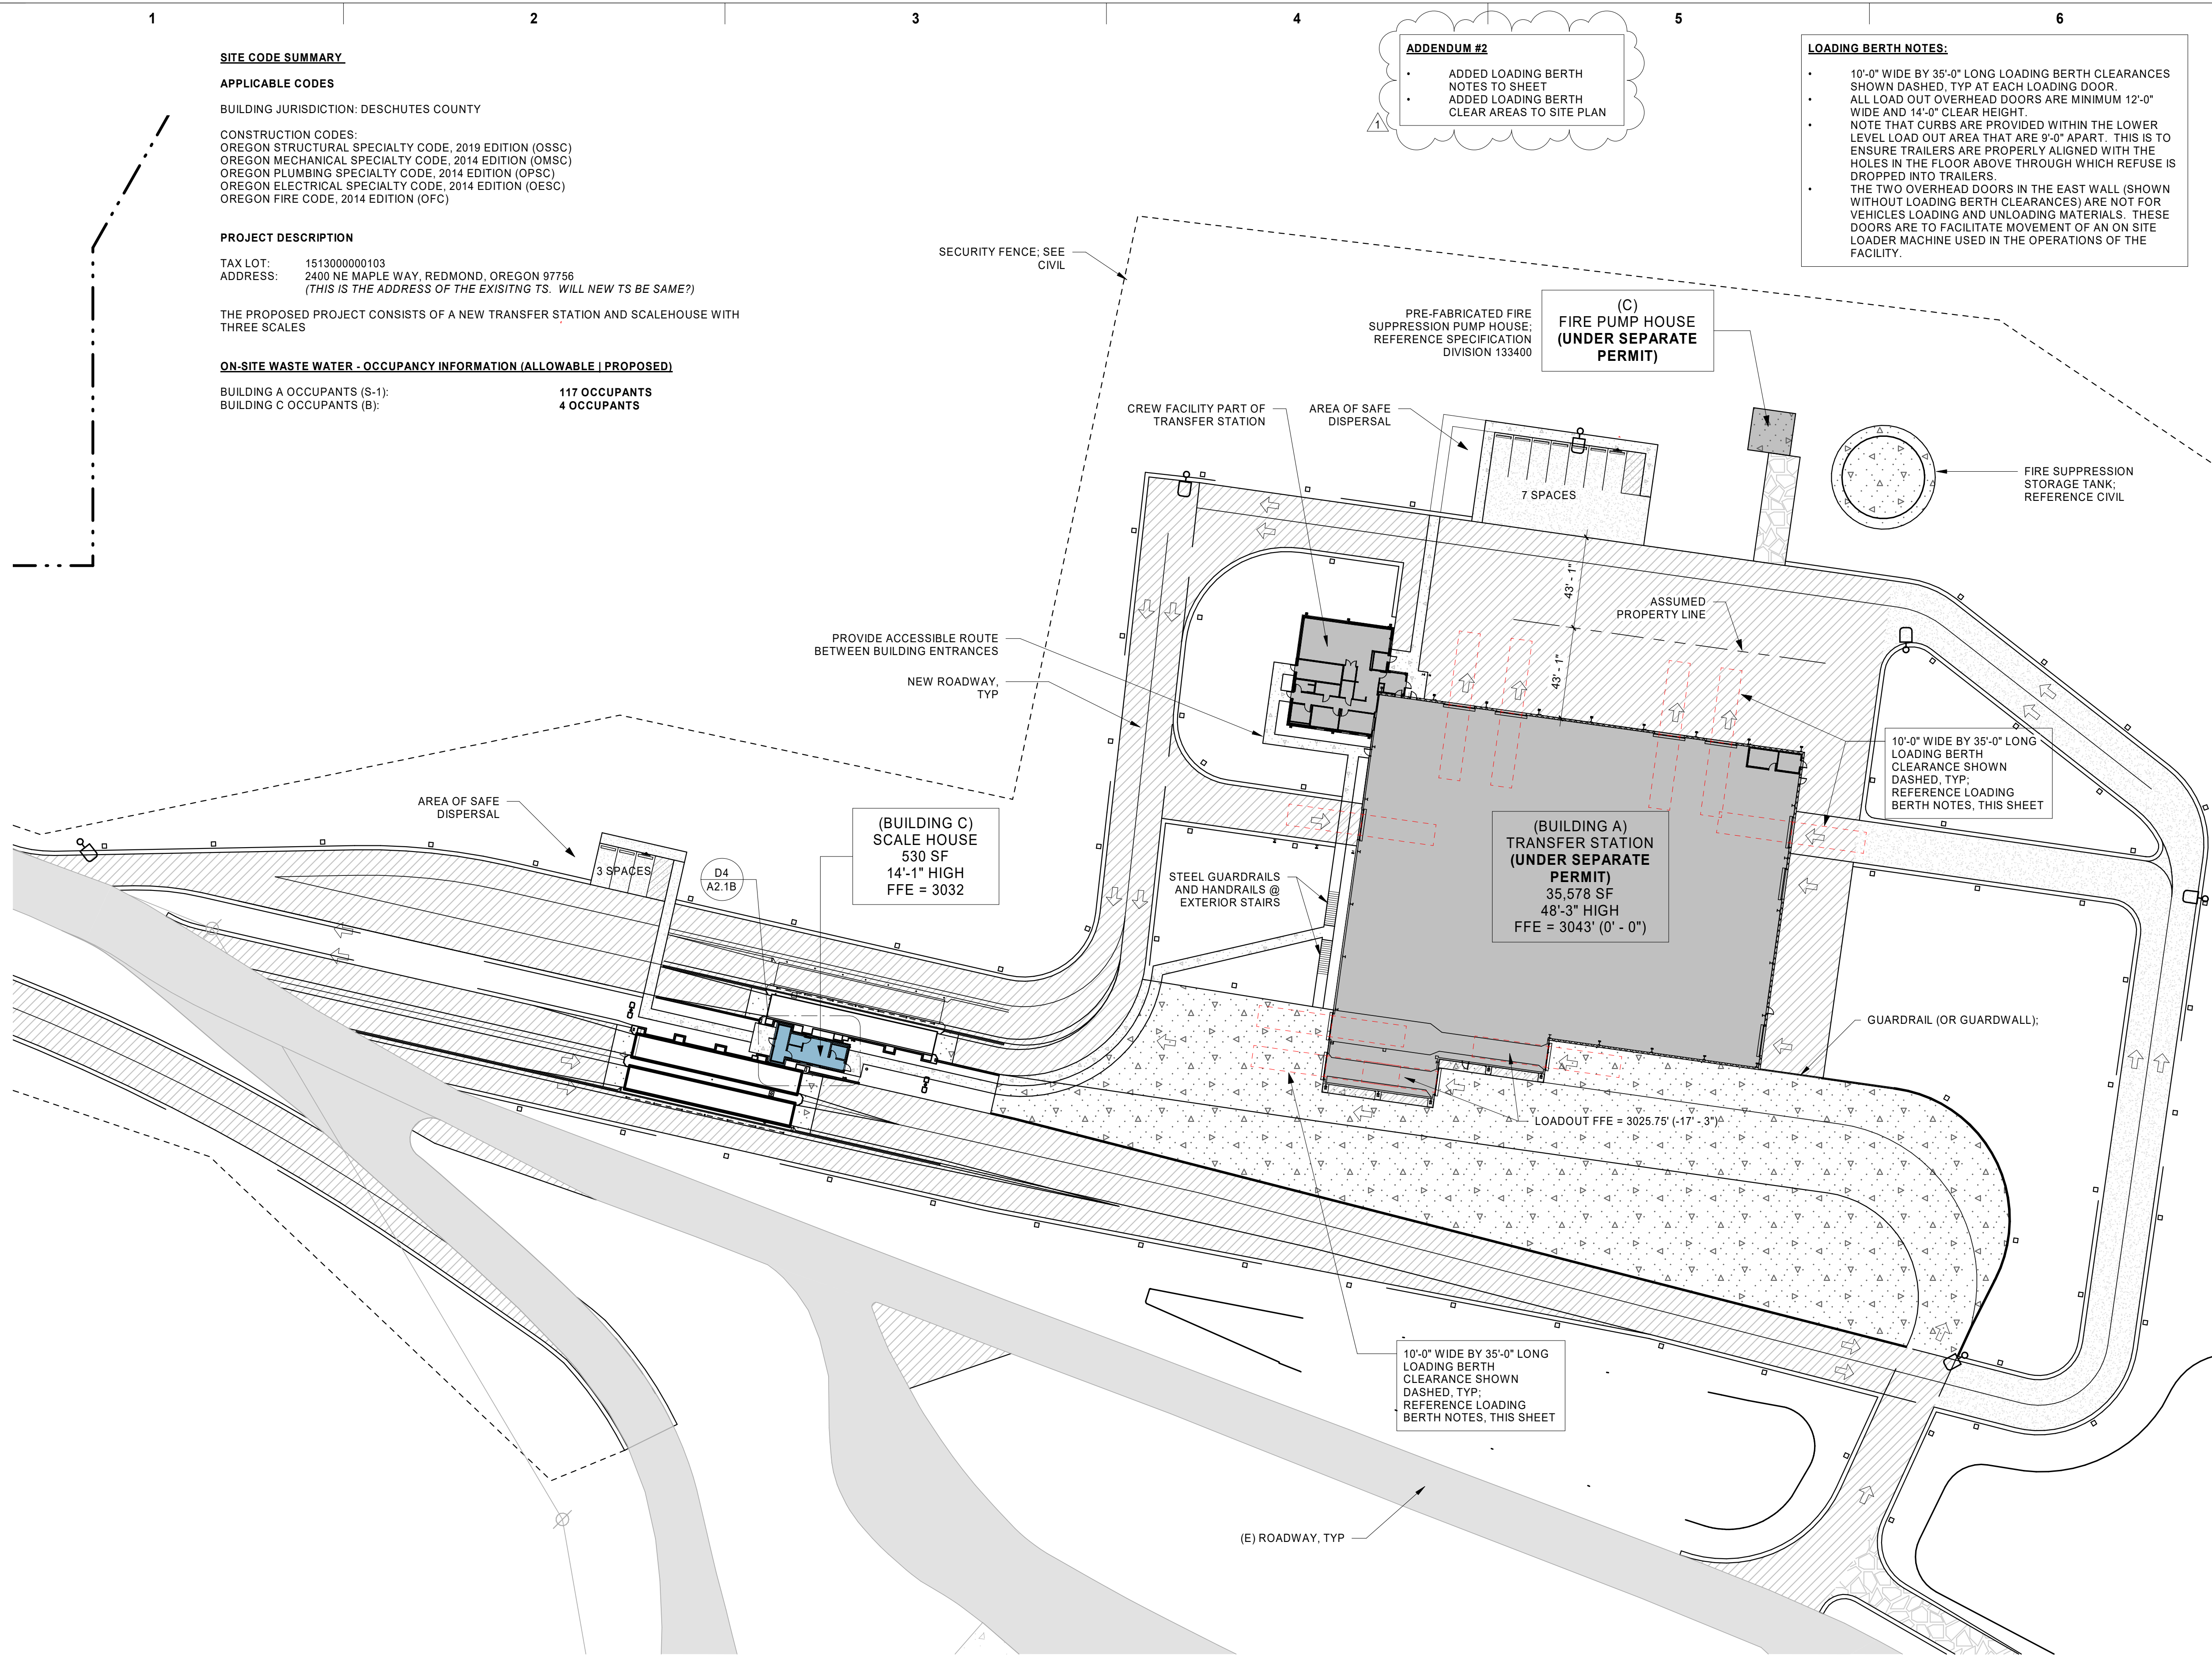 1
2
3
4
5
6
SITE CODE SUMMARY
APPLICABLE CODES
BUILDING JURISDICTION: DESCHUTES COUNTY
CONSTRUCTION CODES:
OREGON STRUCTURAL SPECIALTY CODE, 2019 EDITION (OSSC)
OREGON MECHANICAL SPECIALTY CODE, 2014 EDITION (OMSC)
OREGON PLUMBING SPECIALTY CODE, 2014 EDITION (OPSC)
OREGON ELECTRICAL SPECIALTY CODE, 2014 EDITION (OESC)
OREGON FIRE CODE, 2014 EDITION (OFC)
PROJECT DESCRIPTION
TAX LOT: 1513000000103
ADDRESS: 2400 NE MAPLE WAY, REDMOND, OREGON 97756
(THIS IS THE ADDRESS OF THE EXISITNG TS. WILL NEW TS BE SAME?)
THE PROPOSED PROJECT CONSISTS OF A NEW TRANSFER STATION AND SCALEHOUSE WITH
THREE SCALES
ON-SITE WASTE WATER - OCCUPANCY INFORMATION (ALLOWABLE | PROPOSED)
BUILDING A OCCUPANTS (S-1): 117 OCCUPANTS
BUILDING C OCCUPANTS (B): 4 OCCUPANTS
ADDENDUM #2
• ADDED LOADING BERTH
NOTES TO SHEET
• ADDED LOADING BERTH
CLEAR AREAS TO SITE PLAN
1
LOADING BERTH NOTES:
• 10'-0" WIDE BY 35'-0" LONG LOADING BERTH CLEARANCES
SHOWN DASHED, TYP AT EACH LOADING DOOR.
• ALL LOAD OUT OVERHEAD DOORS ARE MINIMUM 12'-0"
WIDE AND 14'-0" CLEAR HEIGHT.
• NOTE THAT CURBS ARE PROVIDED WITHIN THE LOWER
LEVEL LOAD OUT AREA THAT ARE 9'-0" APART. THIS IS TO
ENSURE TRAILERS ARE PROPERLY ALIGNED WITH THE
HOLES IN THE FLOOR ABOVE THROUGH WHICH REFUSE IS
DROPPED INTO TRAILERS.
• THE TWO OVERHEAD DOORS IN THE EAST WALL (SHOWN
WITHOUT LOADING BERTH CLEARANCES) ARE NOT FOR
VEHICLES LOADING AND UNLOADING MATERIALS. THESE
DOORS ARE TO FACILITATE MOVEMENT OF AN ON SITE
LOADER MACHINE USED IN THE OPERATIONS OF THE
FACILITY.
SECURITY FENCE; SEE
CIVIL
PRE-FABRICATED FIRE
SUPPRESSION PUMP HOUSE;
REFERENCE SPECIFICATION
DIVISION 133400
(C)
FIRE PUMP HOUSE
(UNDER SEPARATE
PERMIT)
CREW FACILITY PART OF
TRANSFER STATION
AREA OF SAFE
DISPERSAL
FIRE SUPPRESSION
STORAGE TANK;
REFERENCE CIVIL
7 SPACES
43' - 1"
ASSUMED
PROPERTY LINE
43' - 1"
PROVIDE ACCESSIBLE ROUTE
BETWEEN BUILDING ENTRANCES
NEW ROADWAY,
TYP
10'-0" WIDE BY 35'-0" LONG
LOADING BERTH
CLEARANCE SHOWN
DASHED, TYP;
REFERENCE LOADING
BERTH NOTES, THIS SHEET
AREA OF SAFE
DISPERSAL
(BUILDING C)
SCALE HOUSE
530 SF
14'-1" HIGH
FFE = 3032
(BUILDING A)
TRANSFER STATION
(UNDER SEPARATE
PERMIT)
35,578 SF
48'-3" HIGH
FFE = 3043' (0' - 0")
3 SPACES
D4
A2.1B
STEEL GUARDRAILS
AND HANDRAILS @
EXTERIOR STAIRS
GUARDRAIL (OR GUARDWALL);
LOADOUT FFE = 3025.75' (-17' - 3")
10'-0" WIDE BY 35'-0" LONG
LOADING BERTH
CLEARANCE SHOWN
DASHED, TYP;
REFERENCE LOADING
BERTH NOTES, THIS SHEET
(E) ROADWAY, TYP